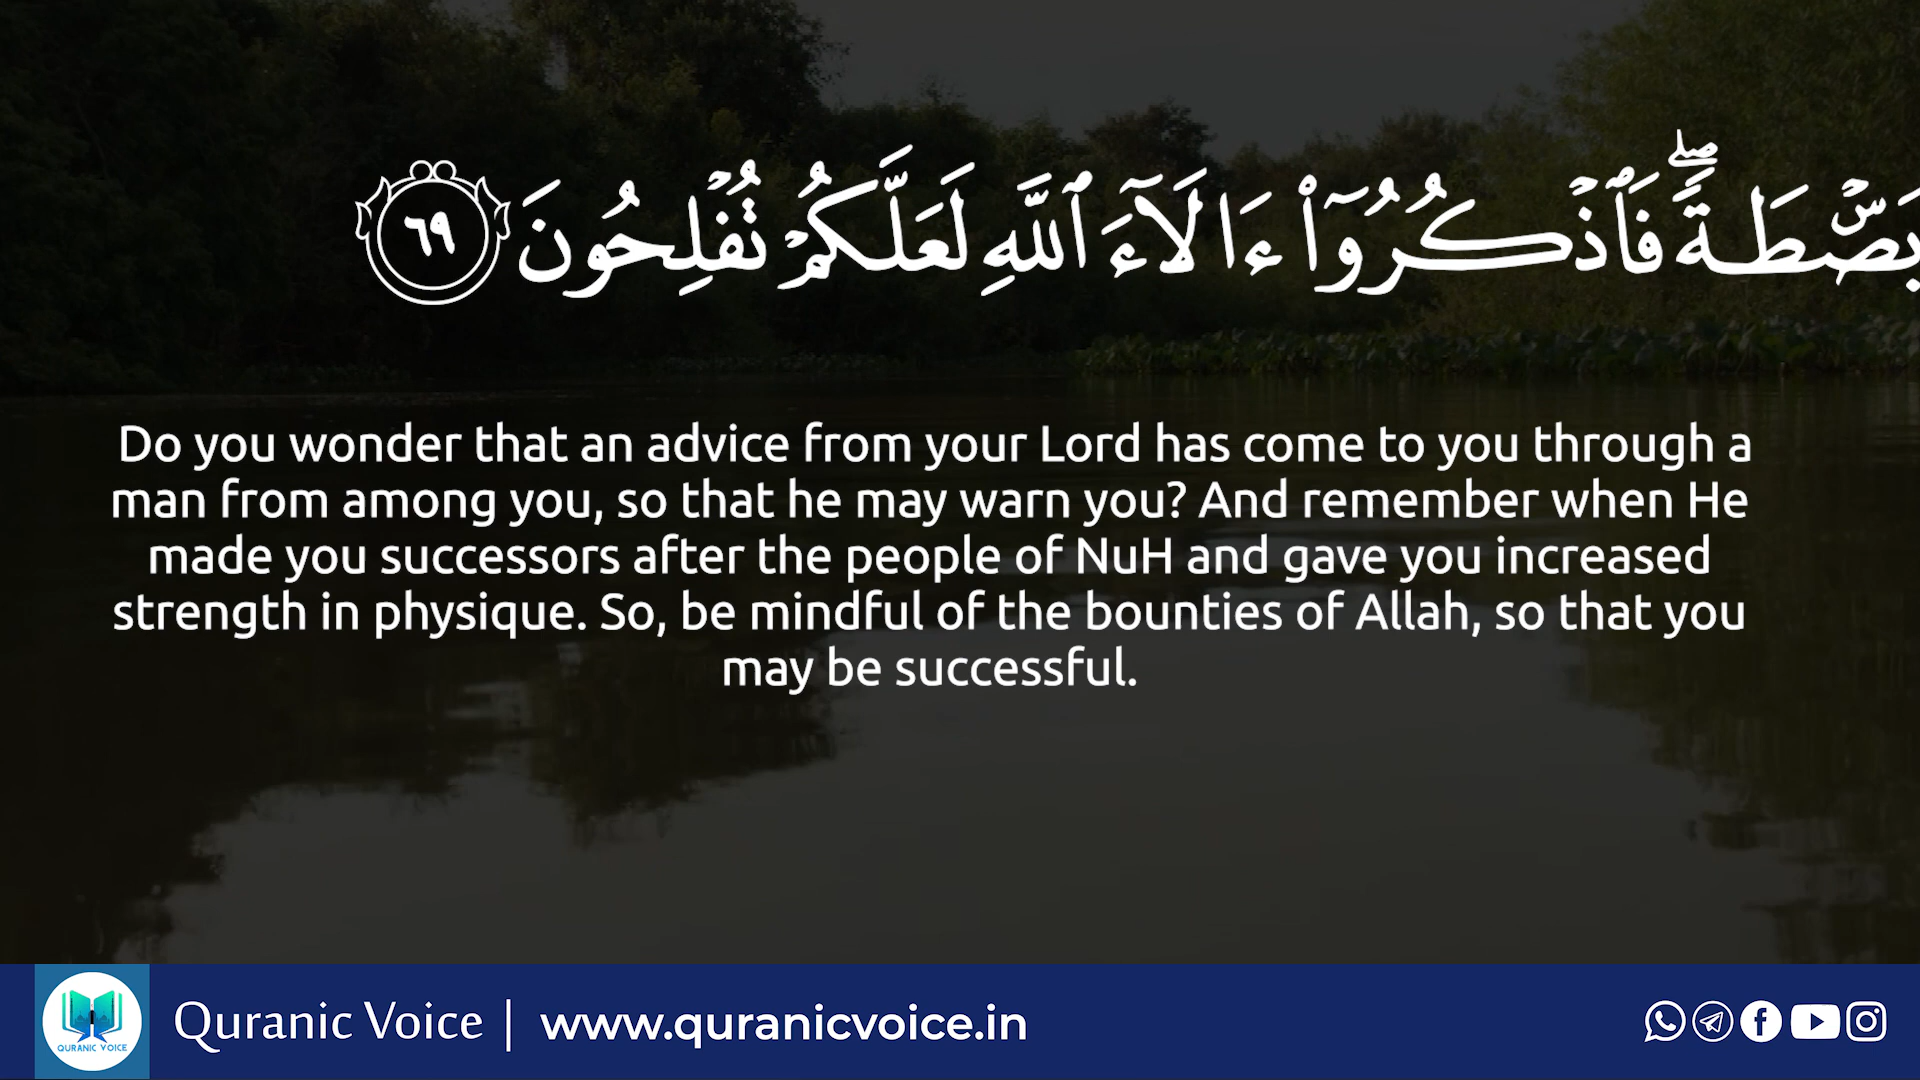 بَصْۜطَةًۖ فَٱذْكُرُوٓا۟ ءَالَآءَ ٱللَّهِ لَعَلَّكُمْ تُفْلِحُونَ ٦٩
Do you wonder that an advice from your Lord has come to you through a
man from among you, so that he may warn you? And remember when He
made you successors after the people of NuH and gave you increased
strength in physique. So, be mindful of the bounties of Allah, so that you
may be successful.
QURANIC VOICE
Quranic Voice | www.quranicvoice.in